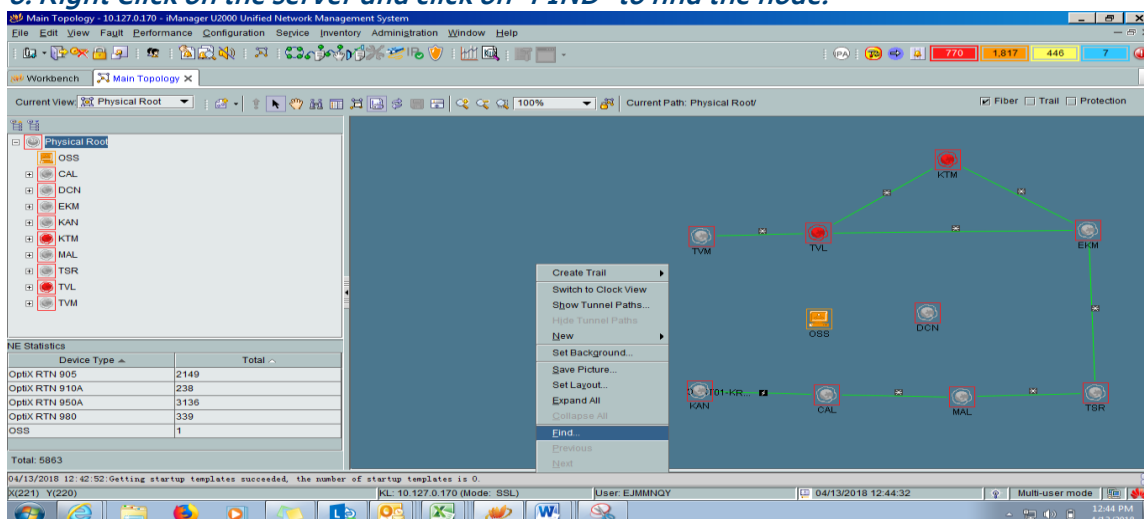 6. Right Click on the server and click on "FIND" to find the node.
Main Topology - 10.127.0.170 - iManager U2000 Unified Network Management System
File Edit View Fault Performance Configuration Service Inventory Administration Window Help
770 1,817 446 7
Workbench Main Topology
Current View: Physical Root 100% Current Path: Physical Root/ Fiber Trail Protection
Physical Root
OSS
CAL
DCN
EKM
KAN
KTM
MAL
TSR
TVL
TVM
NE Statistics
Device Type Total
OptiX RTN 905 2149
OptiX RTN 910A 238
OptiX RTN 950A 3136
OptiX RTN 980 339
OSS 1
Total: 5863
KTM
TVM
TVL
EKM
OSS
DCN
KAN
CAL
MAL
TSR
Create Trail
Switch to Clock View
Show Tunnel Paths...
Hide Tunnel Paths
New
Set Background...
Save Picture...
Set Layout...
Expand All
Collapse All
Find...
Previous
Next
04/13/2018 12:42:52:Getting startup templates succeeded, the number of startup templates is 0.
X(221) Y(220) KL: 10.127.0.170 (Mode: SSL) User: EJMMNQY 04/13/2018 12:44:32 Multi-user mode
12:44 PM